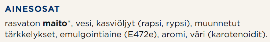 AINESOSAT
rasvaton maito*, vesi, kasviöljyt (rapsi, rypsi), muunnetut
tärkkelykset, emulgointiaine (E472e), aromi, väri (karotenoidit).